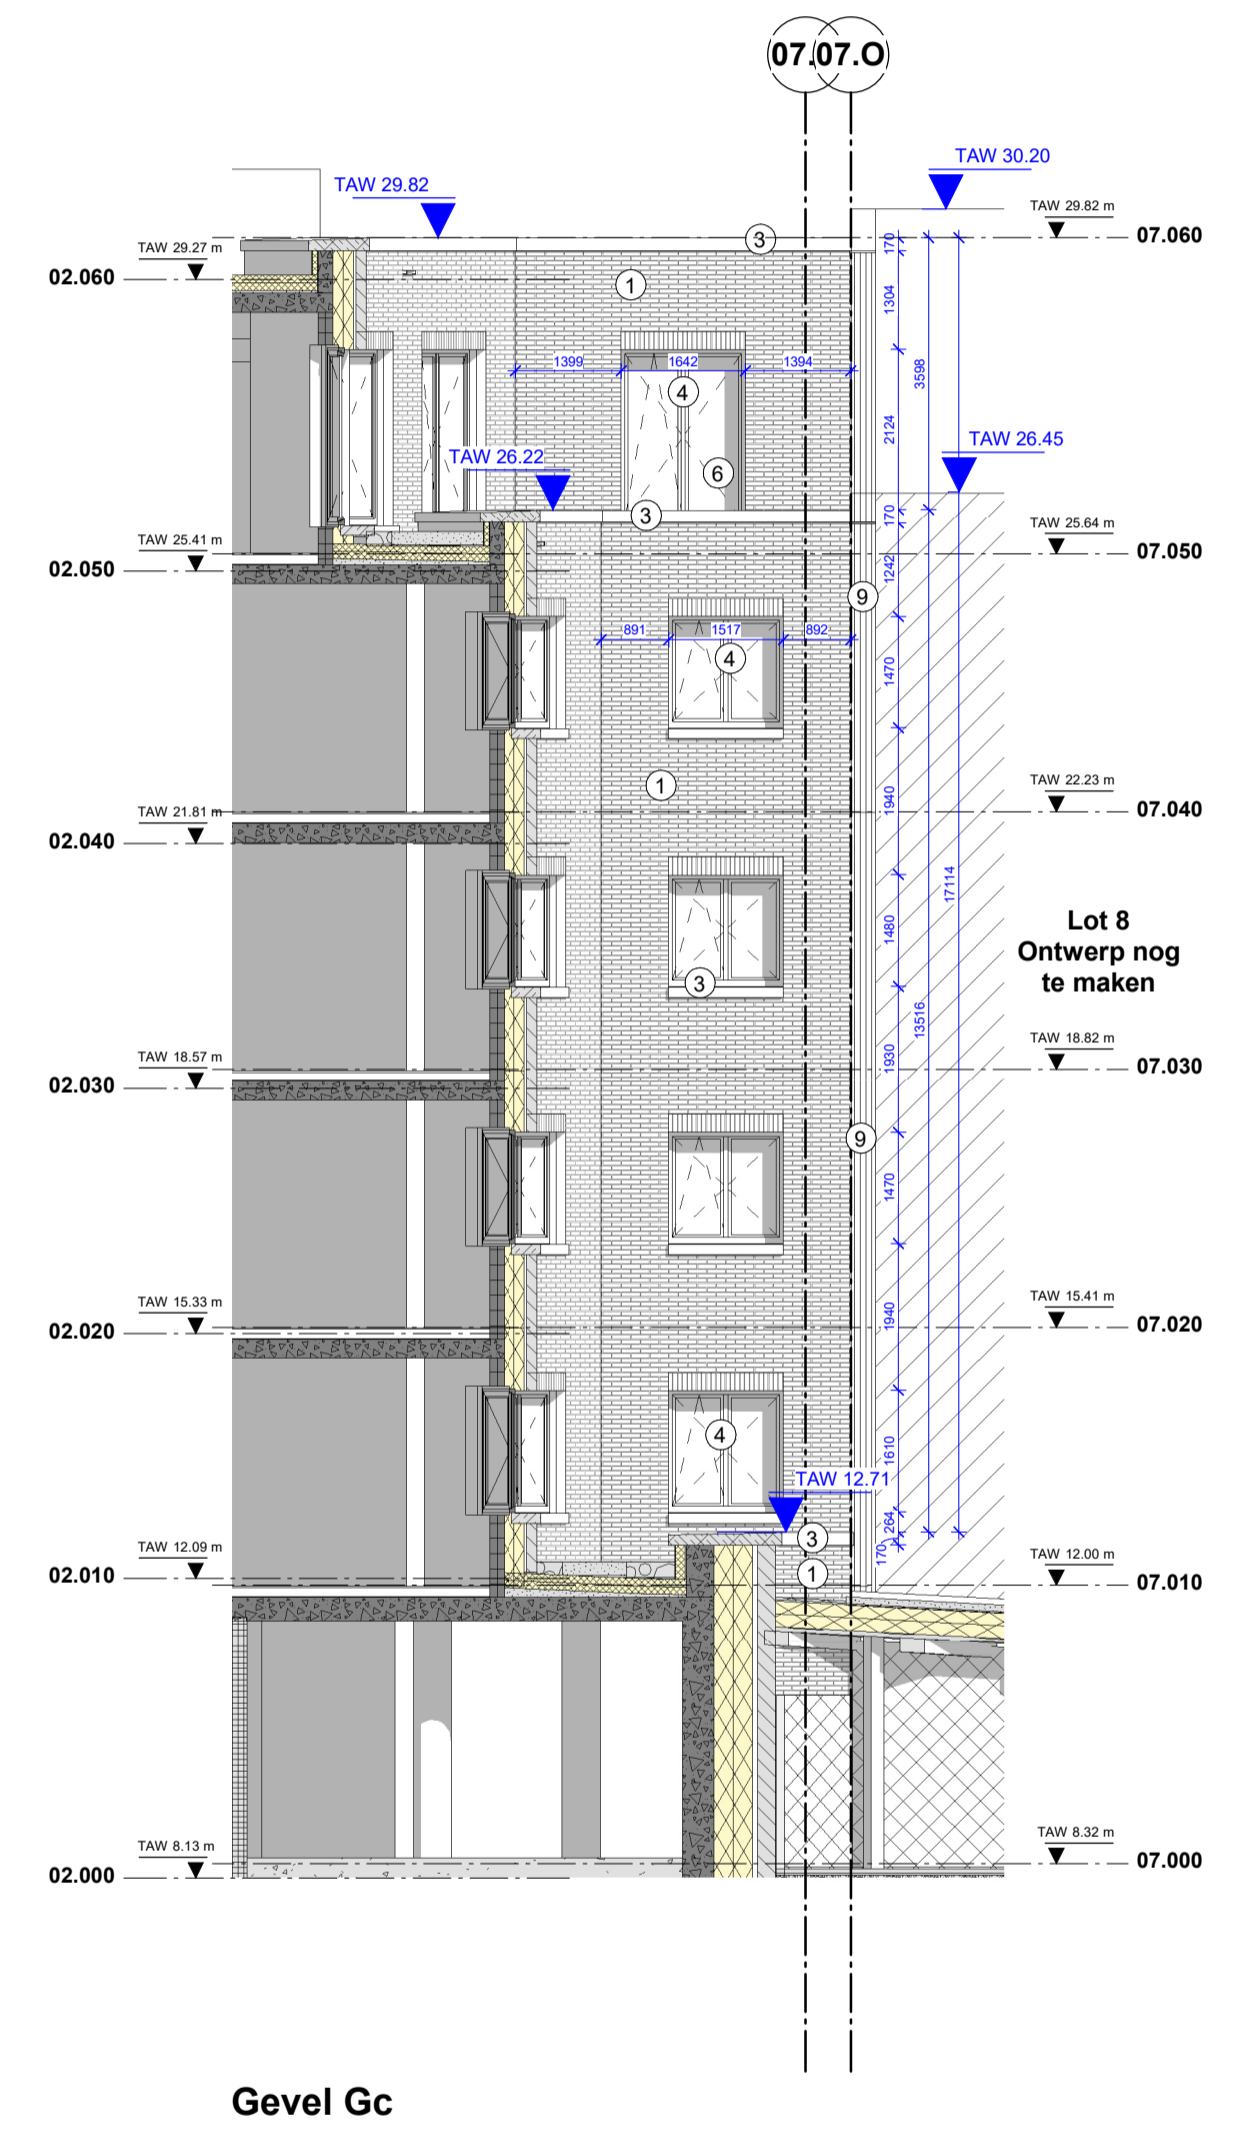 07.
07.O
TAW 30.20
TAW 29.82
TAW 29.82 m
07.060
TAW 29.27 m
02.060
3
1
170
1304
1399
1642
1394
3598
4
2124
TAW 26.45
TAW 26.22
6
3
170
TAW 25.64 m
07.050
TAW 25.41 m
02.050
1242
9
891
1517
892
4
1470
1
1940
TAW 22.23 m
07.040
TAW 21.81 m
02.040
17114
Lot 8
Ontwerp nog
te maken
1480
3
13516
TAW 18.82 m
07.030
TAW 18.57 m
02.030
1930
9
1470
TAW 15.41 m
07.020
TAW 15.33 m
02.020
1940
4
1610
TAW 12.71
264
3
170
1
TAW 12.09 m
02.010
TAW 12.00 m
07.010
TAW 8.32 m
07.000
TAW 8.13 m
02.000
Gevel Gc